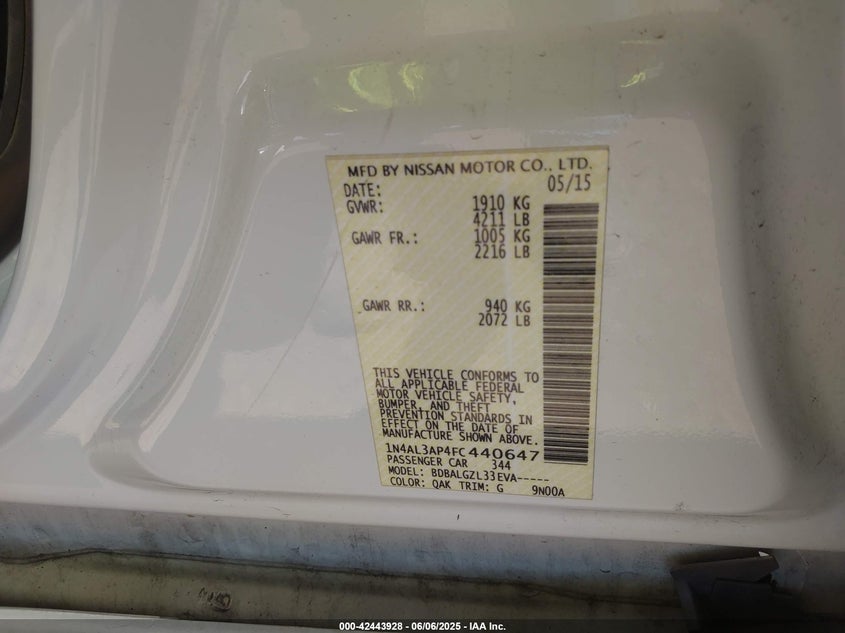 MFD BY NISSAN MOTOR CO., LTD.
DATE: 05/15
GVWR: 1910 KG
4211 LB
GAWR FR.: 1005 KG
2216 LB
GAWR RR.: 940 KG
2072 LB
THIS VEHICLE CONFORMS TO
ALL APPLICABLE FEDERAL
MOTOR VEHICLE SAFETY,
BUMPER, AND THEFT
PREVENTION STANDARDS IN
EFFECT ON THE DATE OF
MANUFACTURE SHOWN ABOVE.
1N4AL3AP4FC440647
PASSENGER CAR 344
MODEL: BDBALGZL33EVA-----
COLOR: QAK TRIM: G 9N00A
000-42443928 - 06/06/2025 - IAA Inc.